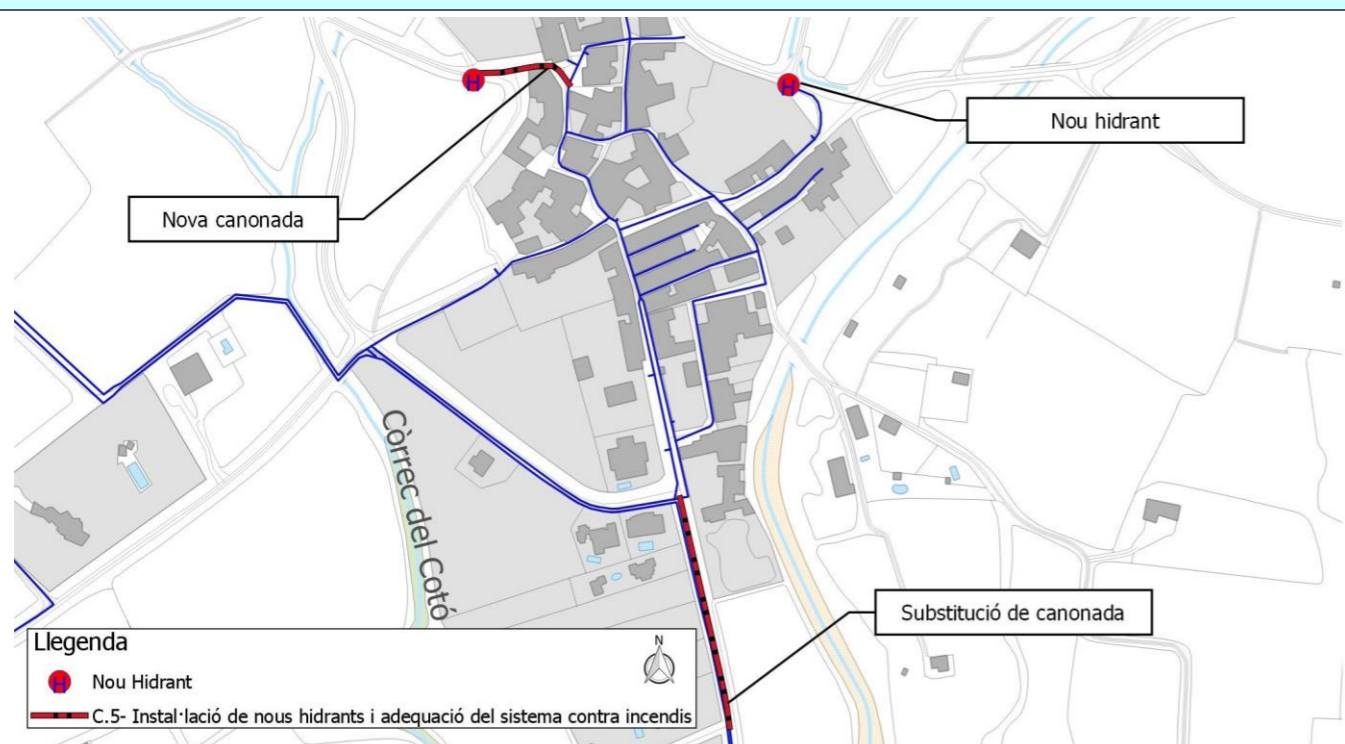 H
H
Nou hidrant
Nova canonada
Còrrec del Cotó
Substitució de canonada
Llegenda
N
H Nou Hidrant
C.5- Instal·lació de nous hidrants i adequació del sistema contra incendis